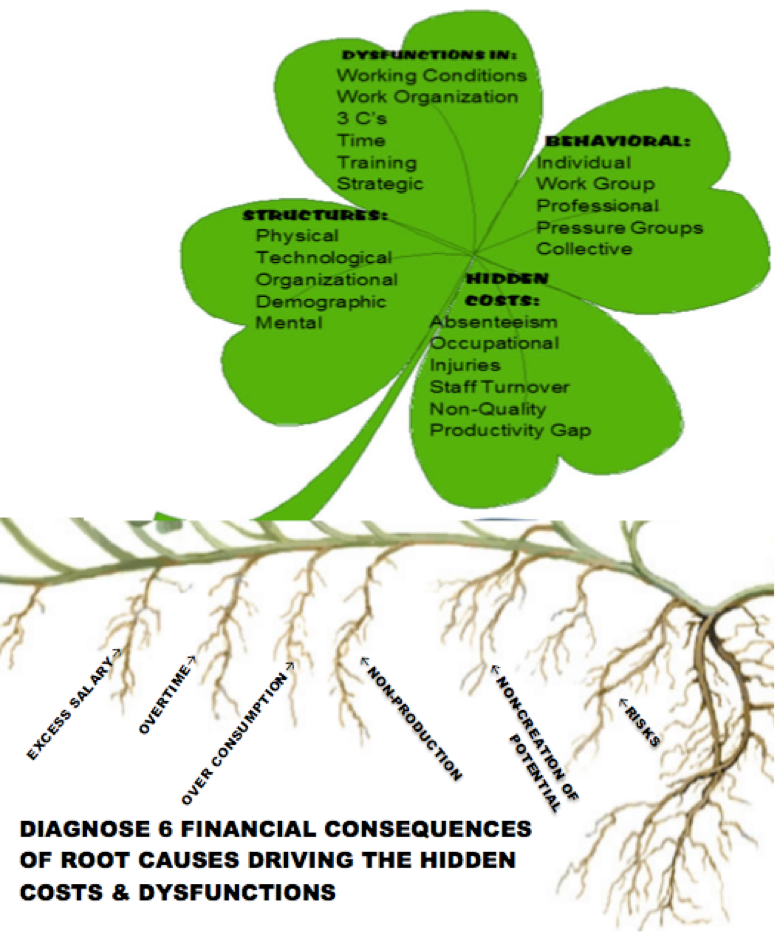 DYSFUNCTIONS IN:
Working Conditions
Work Organization
3 C's
Time
Training
Strategic
BEHAVIORAL:
Individual
Work Group
Professional
Pressure Groups
Collective
STRUCTURES:
Physical
Technological
Organizational
Demographic
Mental
HIDDEN
COSTS:
Absenteeism
Occupational
Injuries
Staff Turnover
Non-Quality
Productivity Gap
EXCESS SALARY→
OVERTIME→
OVER CONSUMPTION→
←NON-PRODUCTION
←NON-CREATION OF
POTENTIAL
←RISKS
DIAGNOSE 6 FINANCIAL CONSEQUENCES
OF ROOT CAUSES DRIVING THE HIDDEN
COSTS & DYSFUNCTIONS